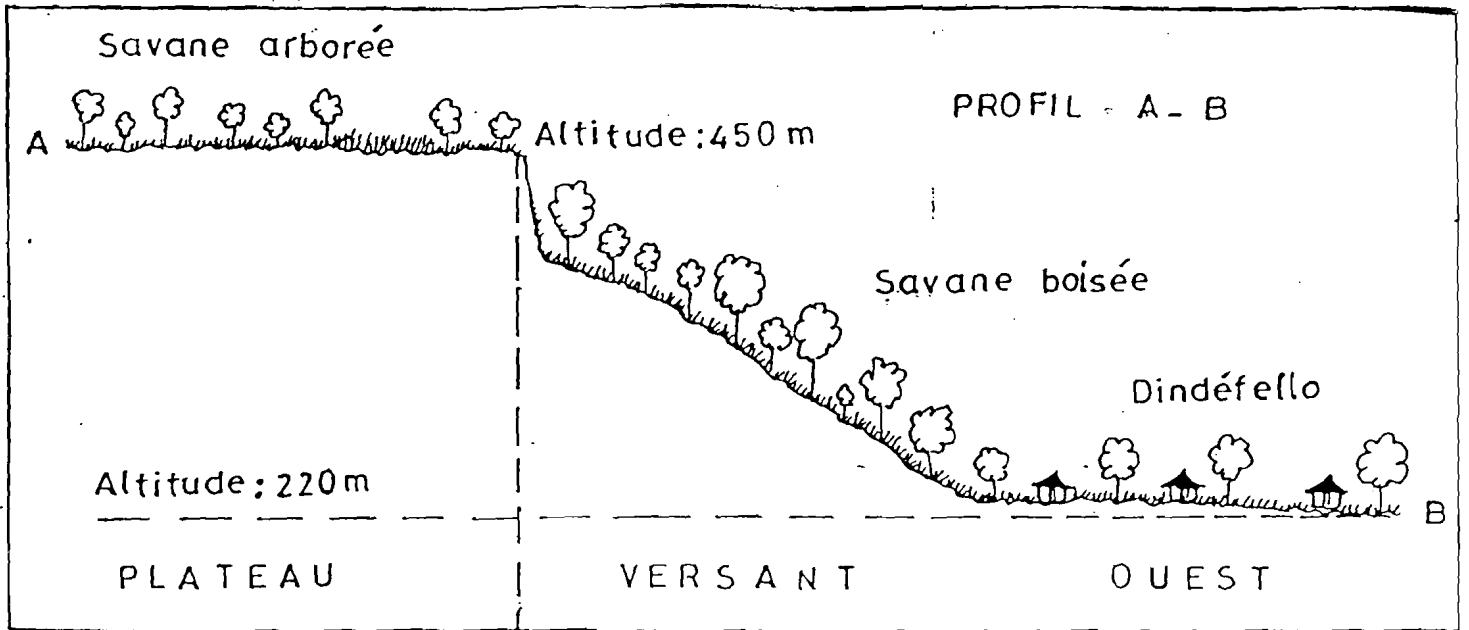 Savane arborée
PROFIL - A - B
A
Altitude: 450 m
Savane boisée
Dindéfello
Altitude: 220 m
B
PLATEAU
VERSANT OUEST